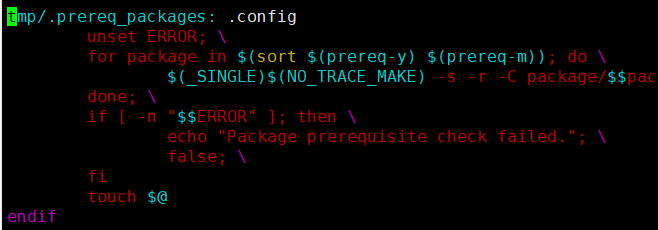 tmp/.prereq_packages: .config
unset ERROR; \
for package in $(sort $(prereq-y) $(prereq-m)); do \
$(_SINGLE)$(NO_TRACE_MAKE) -s -r -C package/$$pac
done; \
if [ -n "$$ERROR" ]; then \
echo "Package prerequisite check failed."; \
false; \
fi
touch $@
endif